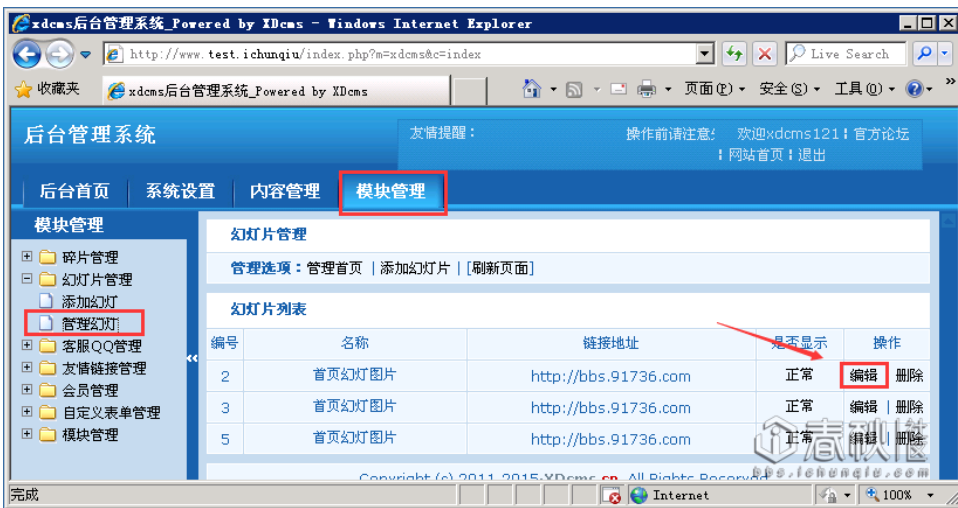 xdcms后台管理系统_Powered by XDcms - Windows Internet Explorer
http://www.test.ichunqiu/index.php?m=xdcms&c=index
Live Search
收藏夹
xdcms后台管理系统_Powered by XDcms
页面(P) 安全(S) 工具(O)
后台管理系统
友情提醒：
操作前请注意
欢迎xdcms121 | 官方论坛
| 网站首页 | 退出
后台首页 系统设置 内容管理 模块管理
模块管理
碎片管理
幻灯片管理
添加幻灯
管理幻灯
客服QQ管理
友情链接管理
会员管理
自定义表单管理
模块管理
幻灯片管理
管理选项：管理首页 | 添加幻灯片 | [刷新页面]
幻灯片列表
编号 名称 链接地址 是否显示 操作
2 首页幻灯图片 http://bbs.91736.com 正常 编辑 删除
3 首页幻灯图片 http://bbs.91736.com 正常 编辑 | 删除
5 首页幻灯图片 http://bbs.91736.com 正常 编辑 | 删除
春秋
bbs.ichunqiu.com
Copyright (c) 2011-2015 XDcms.cn. All Rights Reserved
完成
Internet
100%